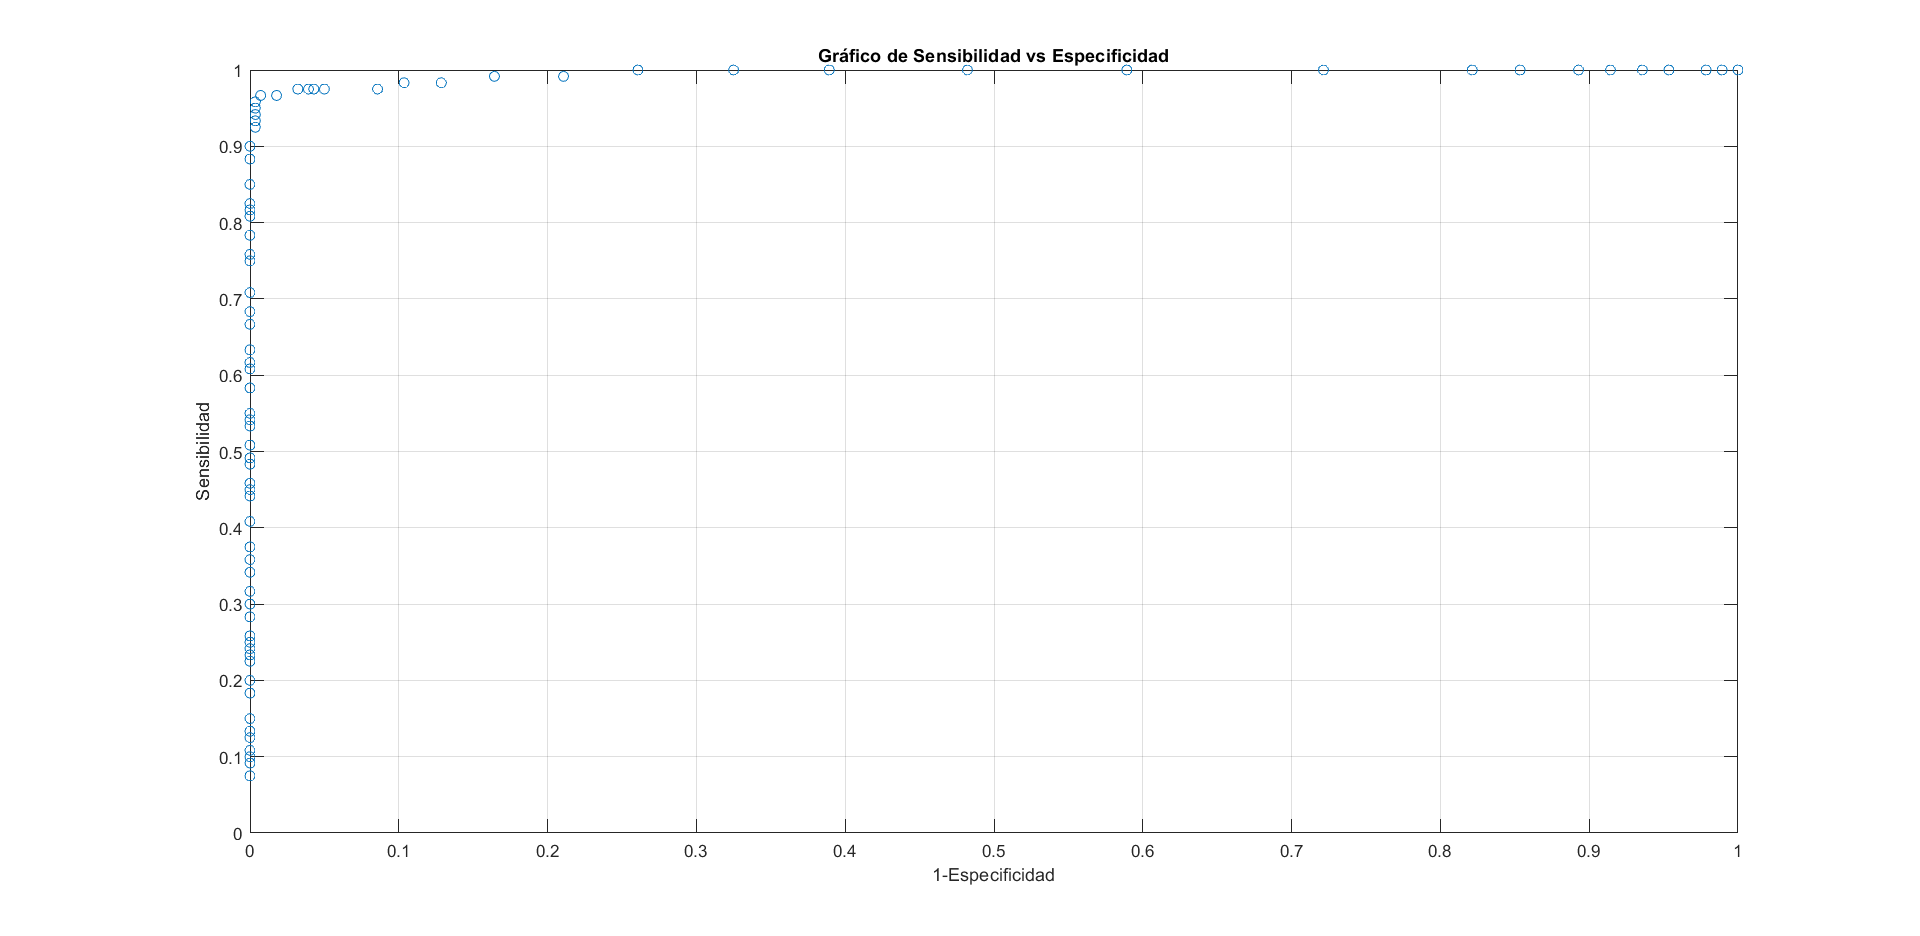 Gráfico de Sensibilidad vs Especificidad
1
0.9
0.8
0.7
0.6
0.5
0.4
0.3
0.2
0.1
0
Sensibilidad
0 0.1 0.2 0.3 0.4 0.5 0.6 0.7 0.8 0.9 1
1-Especificidad